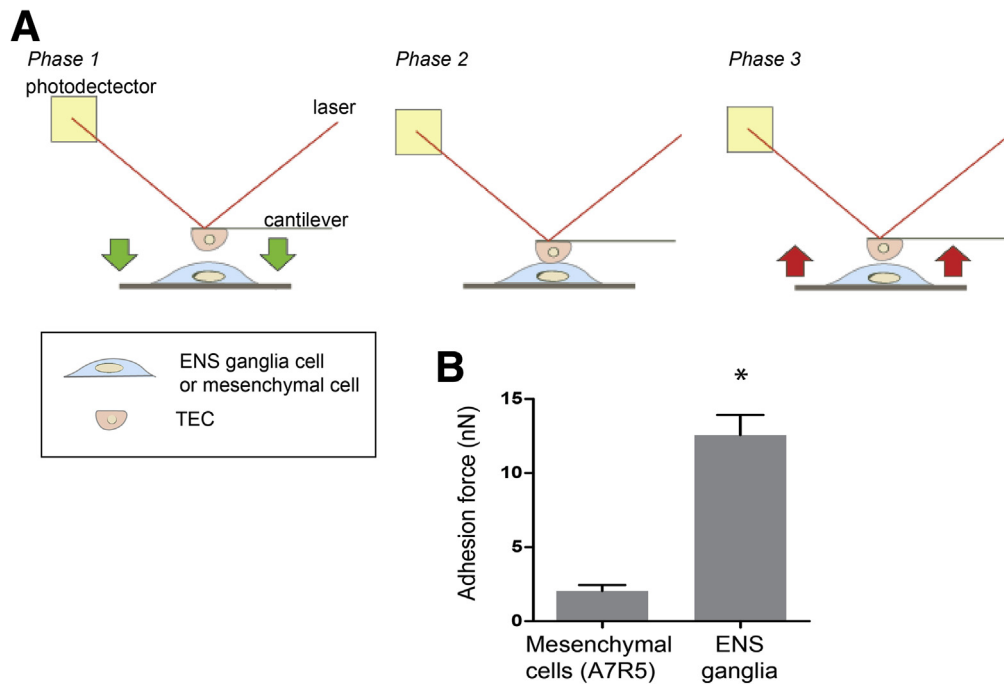 A
Phase 1
Phase 2
Phase 3
photodectector
laser
cantilever
ENS ganglia cell
or mesenchymal cell
TEC
B
*
15
10
5
0
Adhesion force (nN)
Mesenchymal
cells (A7R5)
ENS
ganglia